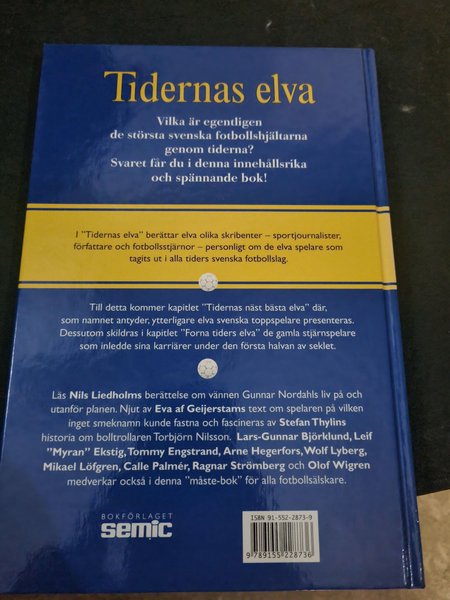 Tidernas elva
Vilka är egentligen
de största svenska fotbollshjältarna
genom tiderna?
Svaret får du i denna innehållsrika
och spännande bok!
I ”Tidernas elva” berättar elva olika skribenter – sportjournalister,
författare och fotbollsstjärnor – personligt om de elva spelare som
tagits ut i alla tiders svenska fotbollslag.
Till detta kommer kapitlet ”Tidernas näst bästa elva” där,
som namnet antyder, ytterligare elva svenska toppspelare presenteras.
Dessutom skildras i kapitlet ”Forna tiders elva” de gamla stjärnspelare
som inledde sina karriärer under den första halvan av seklet.
Läs Nils Liedholms berättelse om vännen Gunnar Nordahls liv på och
utanför planen. Njut av Eva af Geijerstams text om spelaren på vilken
inget smeknamn kunde fastna och fascineras av Stefan Thylins
historia om bolltrollaren Torbjörn Nilsson. Lars-Gunnar Björklund, Leif
”Myran” Ekstig, Tommy Engstrand, Arne Hegerfors, Wolf Lyberg,
Mikael Löfgren, Calle Palmér, Ragnar Strömberg och Olof Wigren
medverkar också i denna ”måste-bok” för alla fotbollsälskare.
BOKFÖRLAGET
semic
ISBN 91-552-2873-9
9 789155 228736